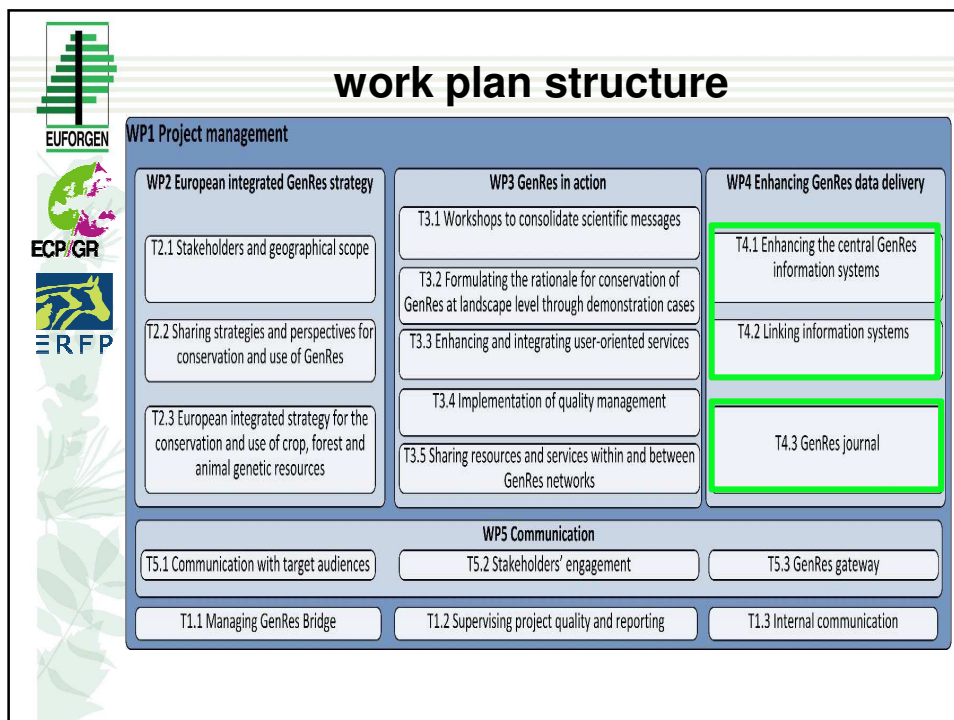 work plan structure
EUFORGEN
ECP/GR
ERFP
WP1 Project management
WP2 European integrated GenRes strategy
T2.1 Stakeholders and geographical scope
T2.2 Sharing strategies and perspectives for
conservation and use of GenRes
T2.3 European integrated strategy for the
conservation and use of crop, forest and
animal genetic resources
WP3 GenRes in action
T3.1 Workshops to consolidate scientific messages
T3.2 Formulating the rationale for conservation of
GenRes at landscape level through demonstration cases
T3.3 Enhancing and integrating user-oriented services
T3.4 Implementation of quality management
T3.5 Sharing resources and services within and between
GenRes networks
WP4 Enhancing GenRes data delivery
T4.1 Enhancing the central GenRes
information systems
T4.2 Linking information systems
T4.3 GenRes journal
WP5 Communication
T5.1 Communication with target audiences
T5.2 Stakeholders' engagement
T5.3 GenRes gateway
T1.1 Managing GenRes Bridge
T1.2 Supervising project quality and reporting
T1.3 Internal communication